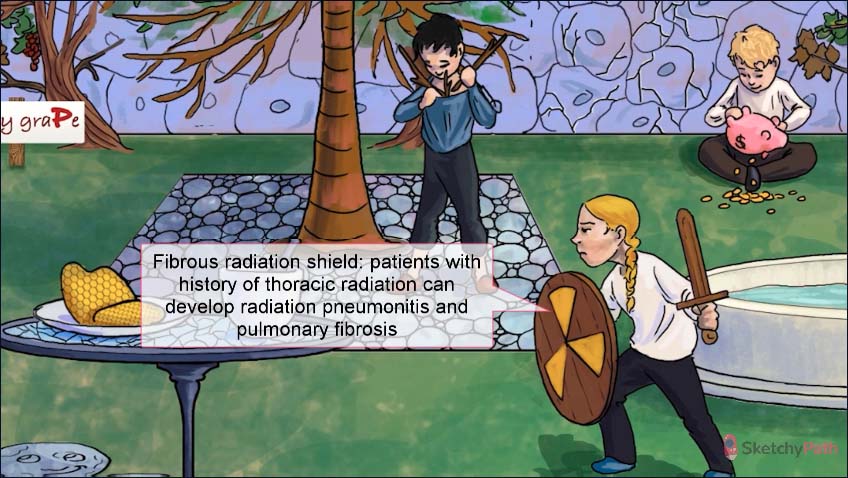 y graPe
$
Fibrous radiation shield: patients with
history of thoracic radiation can
develop radiation pneumonitis and
pulmonary fibrosis
SketchyPath